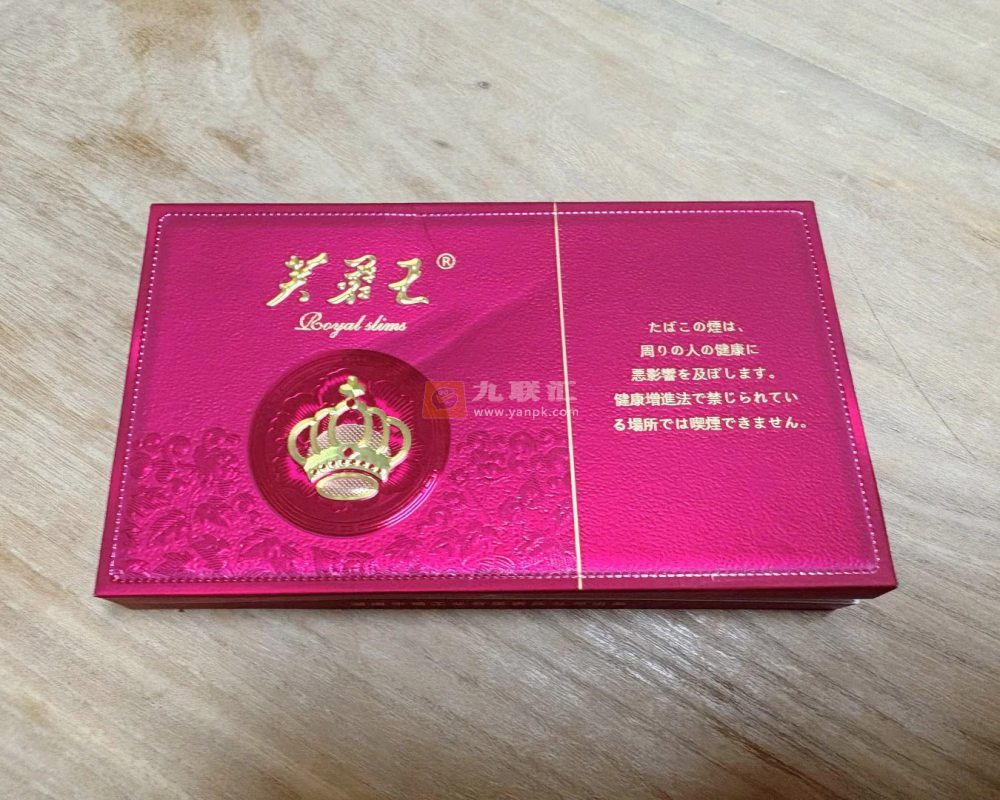 芙蓉王®
Royal slims
九联汇
www.yanpk.com
たばこの煙は、
周りの人の健康に
悪影響を及ぼします。
健康増進法で禁じられてい
る場所では喫煙できません。